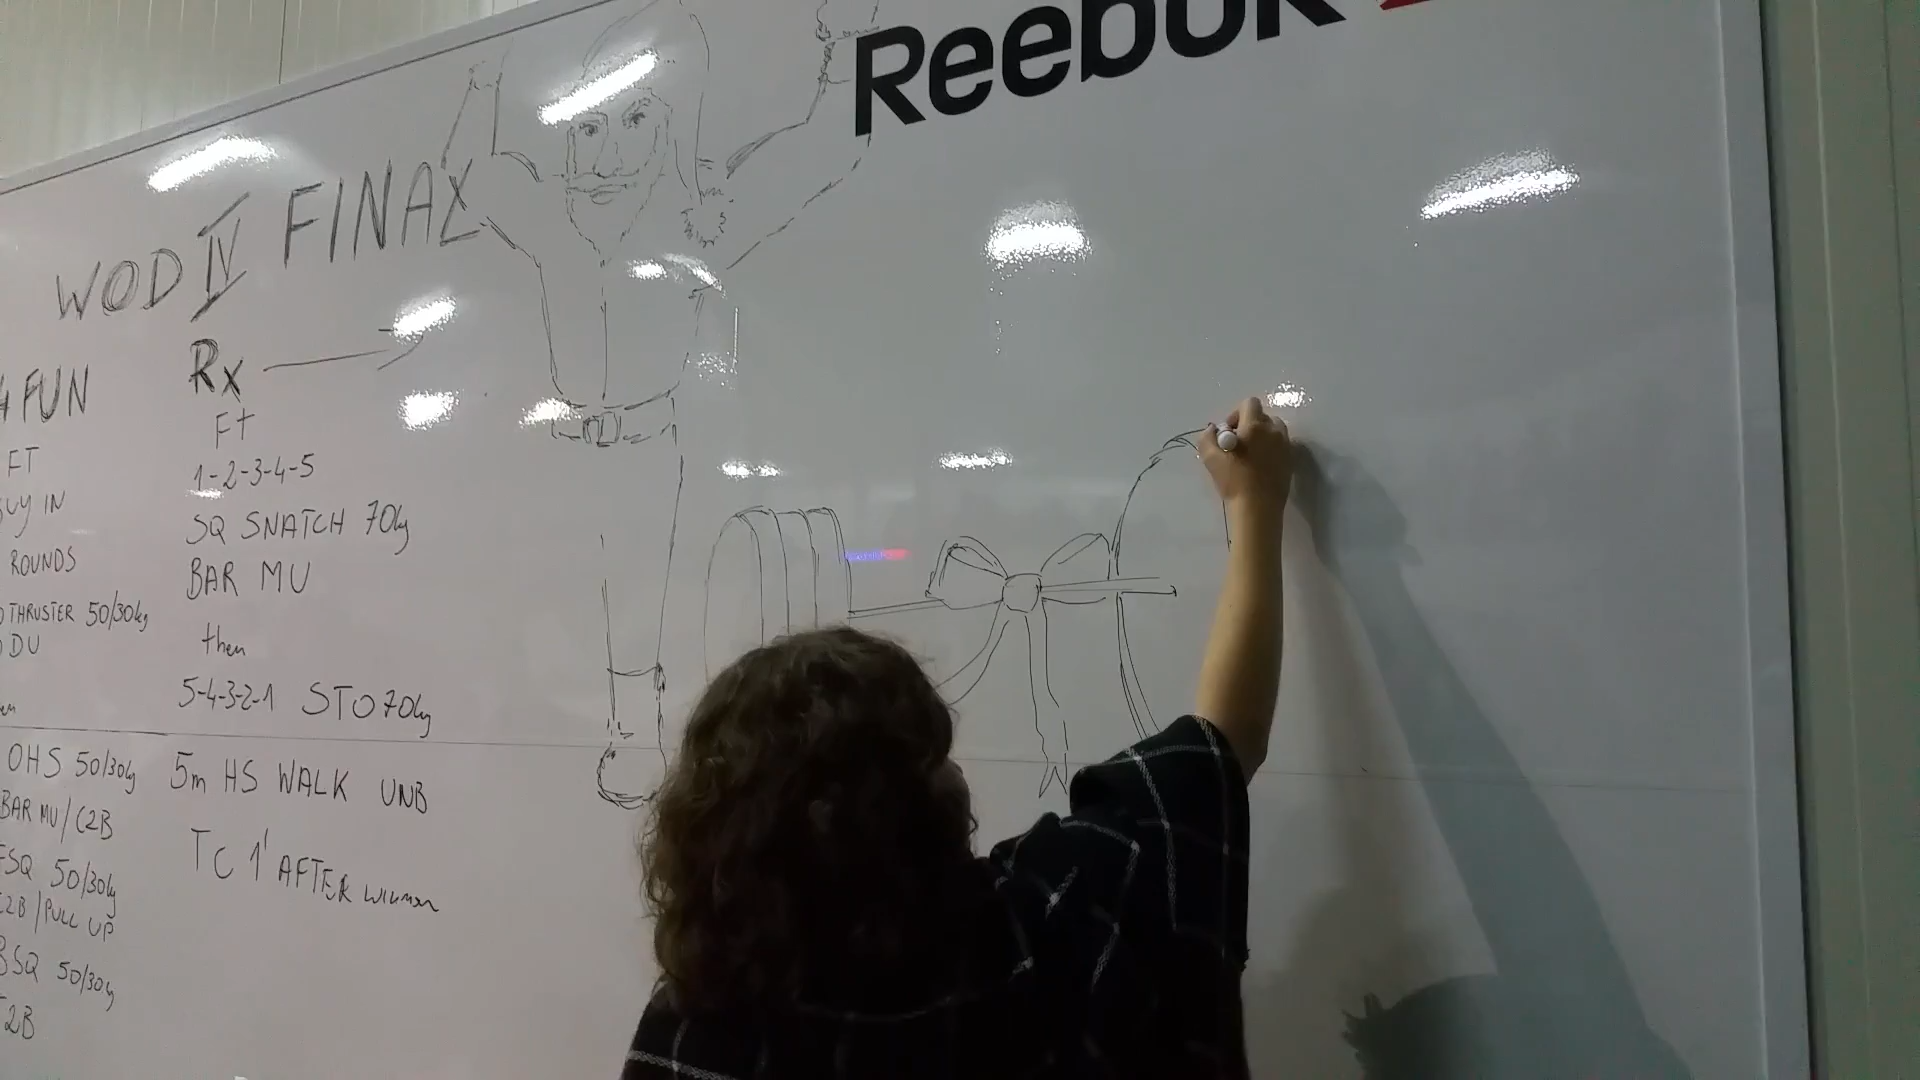 Reebok
WOD IV FINAL
4 FUN
FT
BUY IN
ROUNDS
THRUSTER 50/30kg
DU
OHS 50/30kg
BAR MU/C2B
FSQ 50/30kg
C2B/PULL UP
BSQ 50/30kg
T2B
Rx
FT
1-2-3-4-5
SQ SNATCH 70kg
BAR MU
then
5-4-3-2-1 STO 70kg
5m HS WALK UNB
TC 1' AFTER